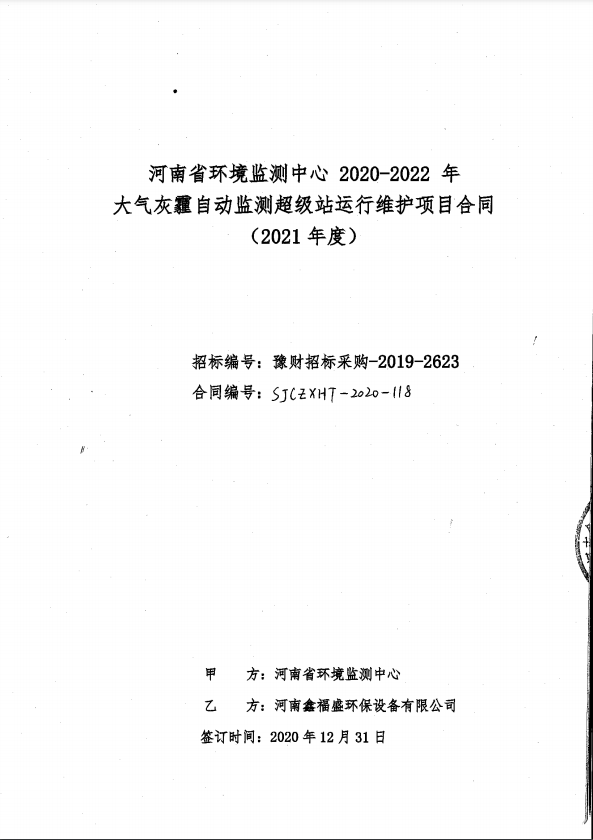 河南省环境监测中心 2020-2022 年
大气灰霾自动监测超级站运行维护项目合同
（2021 年度）
招标编号：豫财招标采购-2019-2623
合同编号：SJCZXHT-2020-118
甲 方：河南省环境监测中心
乙 方：河南鑫福盛环保设备有限公司
签订时间：2020 年 12 月 31 日